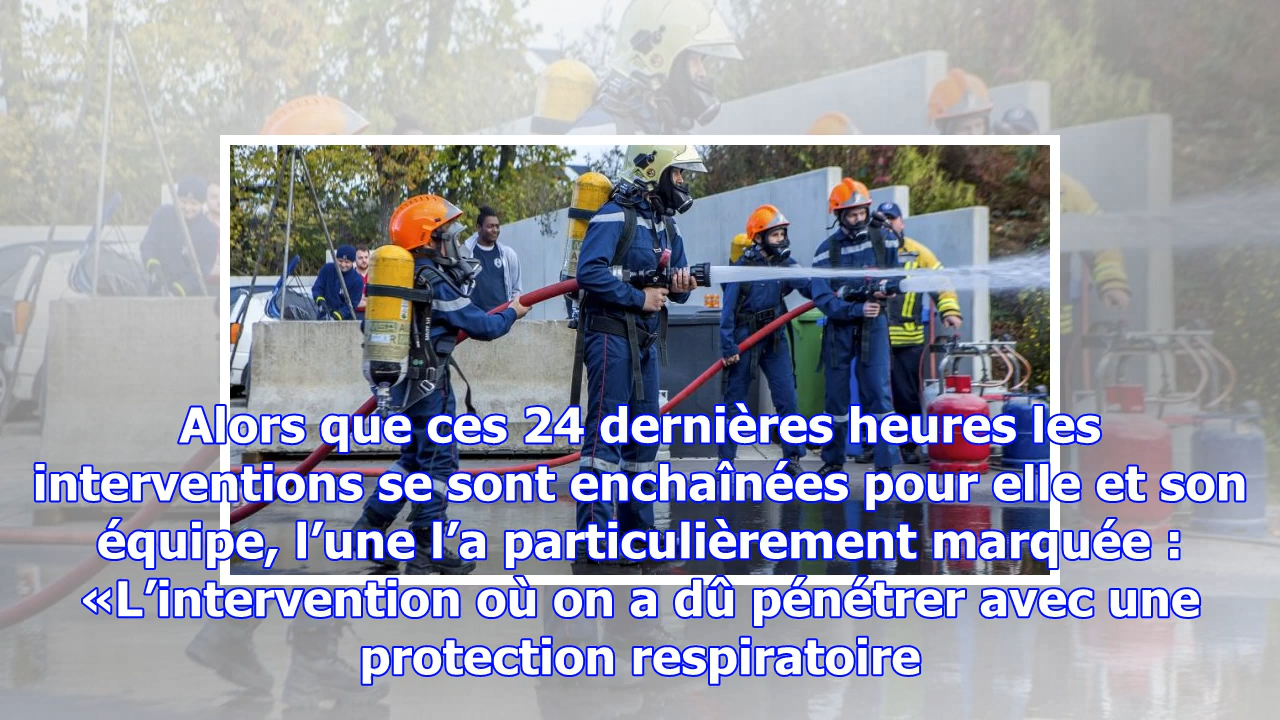 Alors que ces 24 dernières heures les
interventions se sont enchaînées pour elle et son
équipe, l’une l’a particulièrement marquée :
«L’intervention où on a dû pénétrer avec une
protection respiratoire